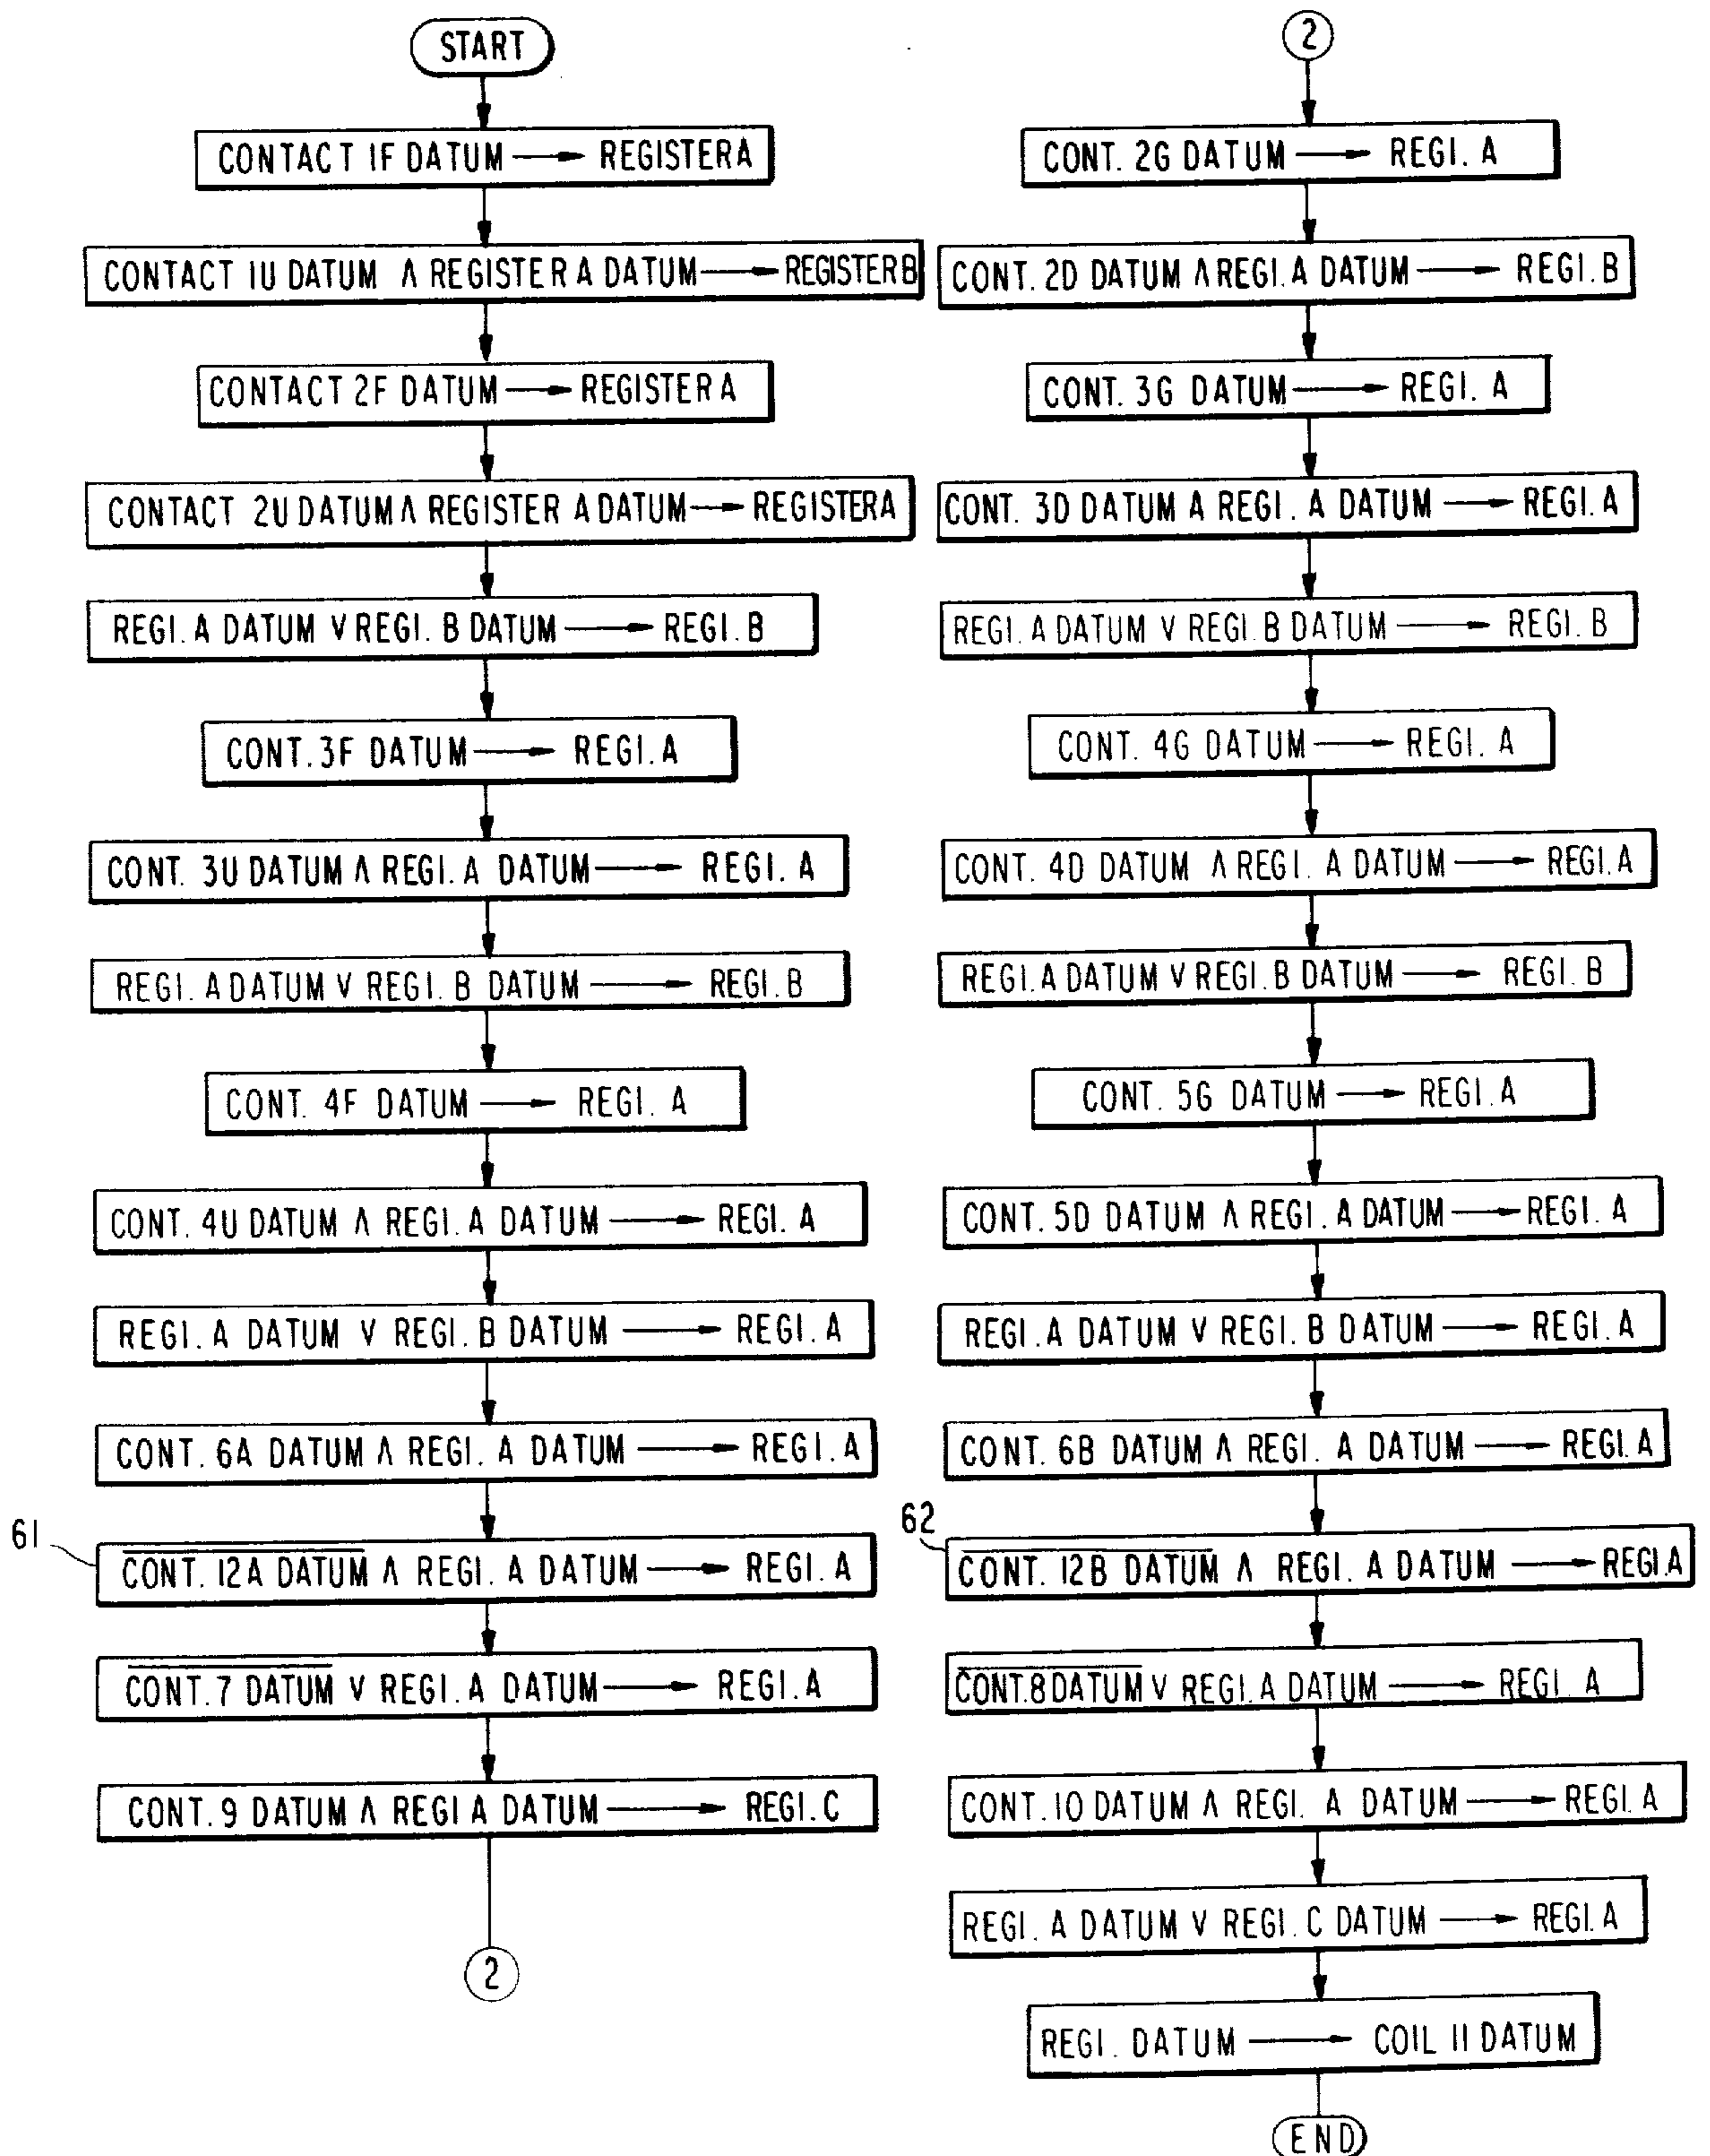 START
CONTACT 1F DATUM → REGISTER A
CONTACT 1U DATUM ∧ REGISTER A DATUM → REGISTER B
CONTACT 2F DATUM → REGISTER A
CONTACT 2U DATUM ∧ REGISTER A DATUM → REGISTER A
REGI. A DATUM ∨ REGI. B DATUM → REGI. B
CONT. 3F DATUM → REGI. A
CONT. 3U DATUM ∧ REGI. A DATUM → REGI. A
REGI. A DATUM ∨ REGI. B DATUM → REGI. B
CONT. 4F DATUM → REGI. A
CONT. 4U DATUM ∧ REGI. A DATUM → REGI. A
REGI. A DATUM ∨ REGI. B DATUM → REGI. A
CONT. 6A DATUM ∧ REGI. A DATUM → REGI. A
61
CONT. 12A DATUM ∧ REGI. A DATUM → REGI. A
CONT. 7 DATUM ∨ REGI. A DATUM → REGI. A
CONT. 9 DATUM ∧ REGI A DATUM → REGI. C
2
2
CONT. 2G DATUM → REGI. A
CONT. 2D DATUM ∧ REGI. A DATUM → REGI. B
CONT. 3G DATUM → REGI. A
CONT. 3D DATUM A REGI. A DATUM → REGI. A
REGI. A DATUM ∨ REGI. B DATUM → REGI. B
CONT. 4G DATUM → REGI. A
CONT. 4D DATUM ∧ REGI. A DATUM → REGI. A
REGI. A DATUM ∨ REGI. B DATUM → REGI. B
CONT. 5G DATUM → REGI. A
CONT. 5D DATUM ∧ REGI. A DATUM → REGI. A
REGI. A DATUM ∨ REGI. B DATUM → REGI. A
CONT. 6B DATUM ∧ REGI. A DATUM → REGI. A
62
CONT. 12B DATUM ∧ REGI. A DATUM → REGI. A
CONT. 8 DATUM ∨ REGI. A DATUM → REGI. A
CONT. 10 DATUM ∧ REGI. A DATUM → REGI. A
REGI. A DATUM ∨ REGI. C DATUM → REGI. A
REGI. DATUM → COIL 11 DATUM
END